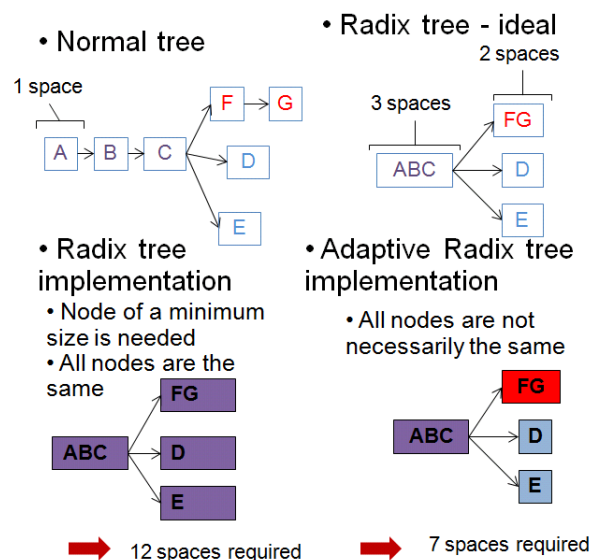 • Normal tree
1 space
F
G
A
B
C
D
E
• Radix tree - ideal
2 spaces
3 spaces
FG
ABC
D
E
• Radix tree
implementation
• Node of a minimum
size is needed
• All nodes are the
same
FG
ABC
D
E
12 spaces required
• Adaptive Radix tree
implementation
• All nodes are not
necessarily the same
FG
ABC
D
E
7 spaces required